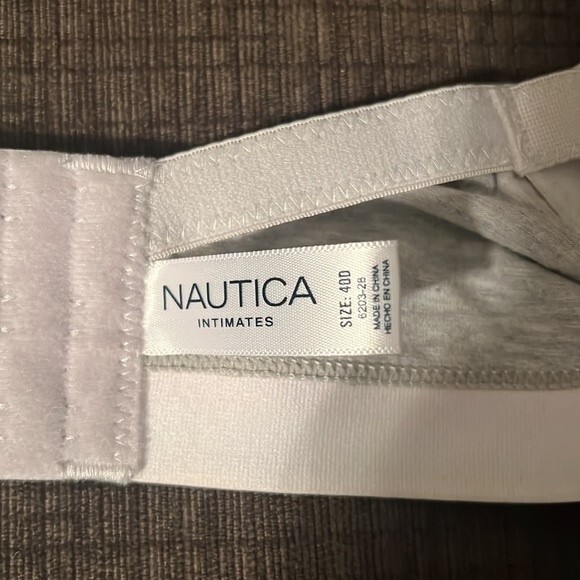 NAUTICA
INTIMATES
SIZE: 40D
6203-28
MADE IN CHINA
HECHO EN CHINA